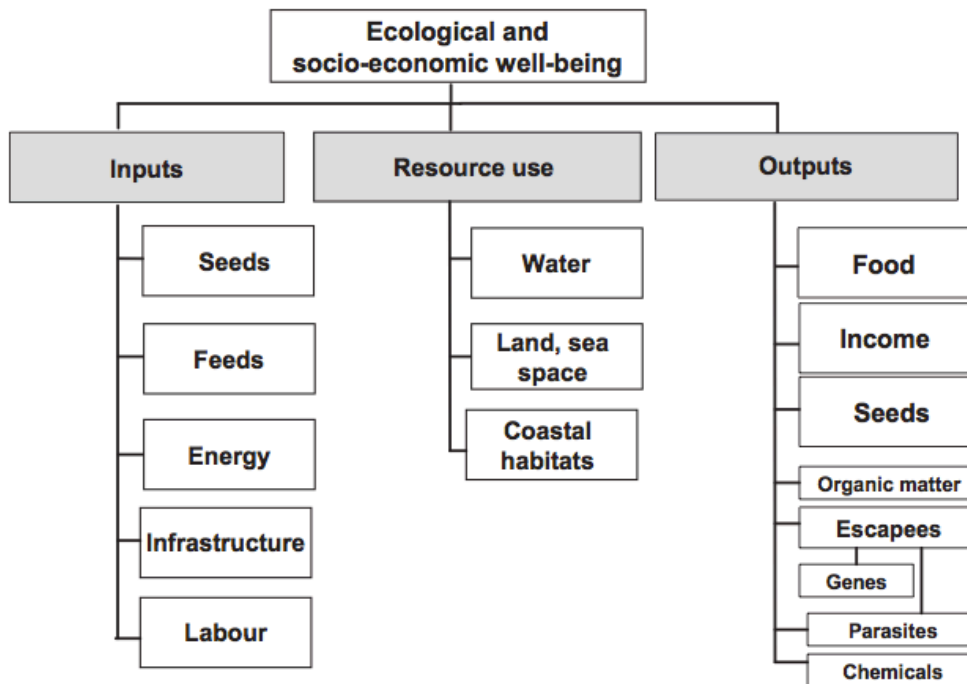 Ecological and
socio-economic well-being
Inputs
Resource use
Outputs
Seeds
Feeds
Energy
Infrastructure
Labour
Water
Land, sea
space
Coastal
habitats
Food
Income
Seeds
Organic matter
Escapees
Genes
Parasites
Chemicals